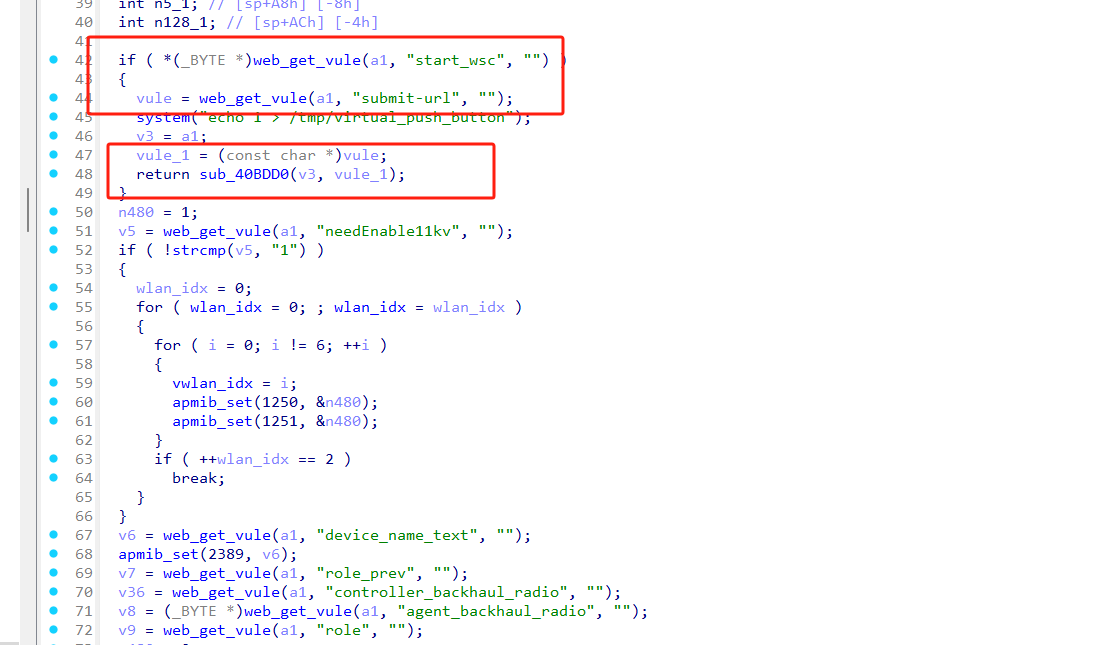 39 int n5_1; // [sp+A8h] [-8h]
40 int n128_1; // [sp+ACh] [-4h]
41
42 if ( *(_BYTE *)web_get_vule(a1, "start_wsc", "") )
43 {
44 vule = web_get_vule(a1, "submit-url", "");
45 system("echo 1 > /tmp/virtual_push_button");
46 v3 = a1;
47 vule_1 = (const char *)vule;
48 return sub_40BDD0(v3, vule_1);
49 }
50 n480 = 1;
51 v5 = web_get_vule(a1, "needEnable11kv", "");
52 if ( !strcmp(v5, "1") )
53 {
54 wlan_idx = 0;
55 for ( wlan_idx = 0; ; wlan_idx = wlan_idx )
56 {
57 for ( i = 0; i != 6; ++i )
58 {
59 vwlan_idx = i;
60 apmib_set(1250, &n480);
61 apmib_set(1251, &n480);
62 }
63 if ( ++wlan_idx == 2 )
64 break;
65 }
66 }
67 v6 = web_get_vule(a1, "device_name_text", "");
68 apmib_set(2389, v6);
69 v7 = web_get_vule(a1, "role_prev", "");
70 v36 = web_get_vule(a1, "controller_backhaul_radio", "");
71 v8 = (_BYTE *)web_get_vule(a1, "agent_backhaul_radio", "");
72 v9 = web_get_vule(a1, "role", "");